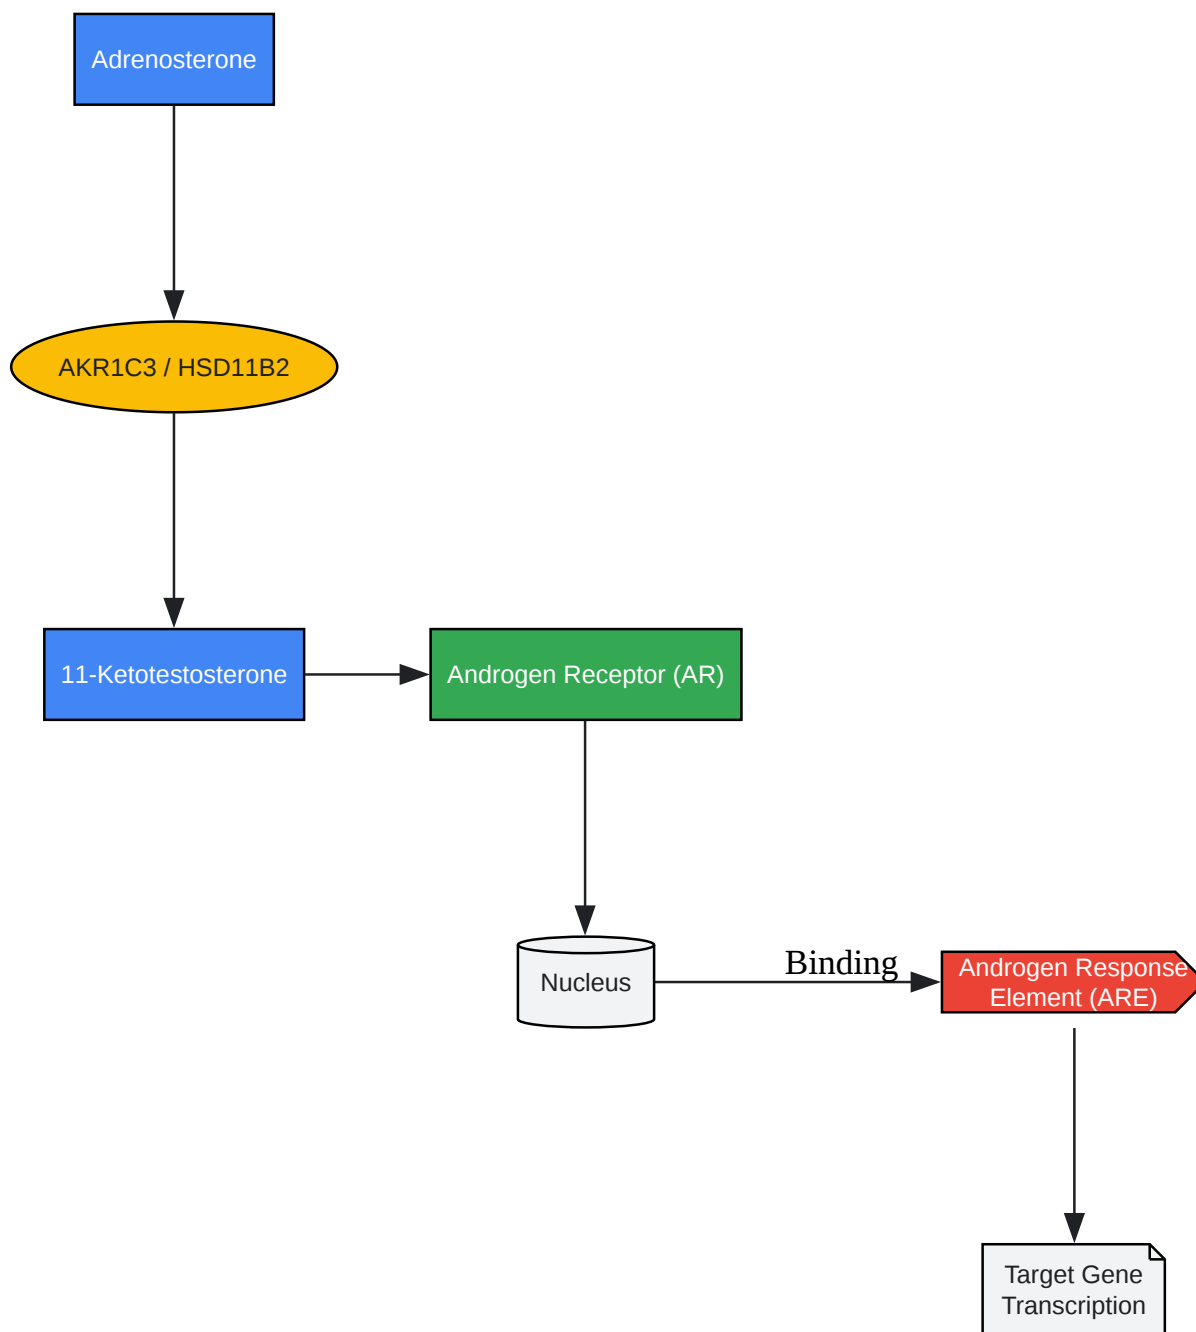 Adrenosterone
AKR1C3 / HSD11B2
11-Ketotestosterone
Androgen Receptor (AR)
Nucleus
Binding
Androgen Response
Element (ARE)
Target Gene
Transcription